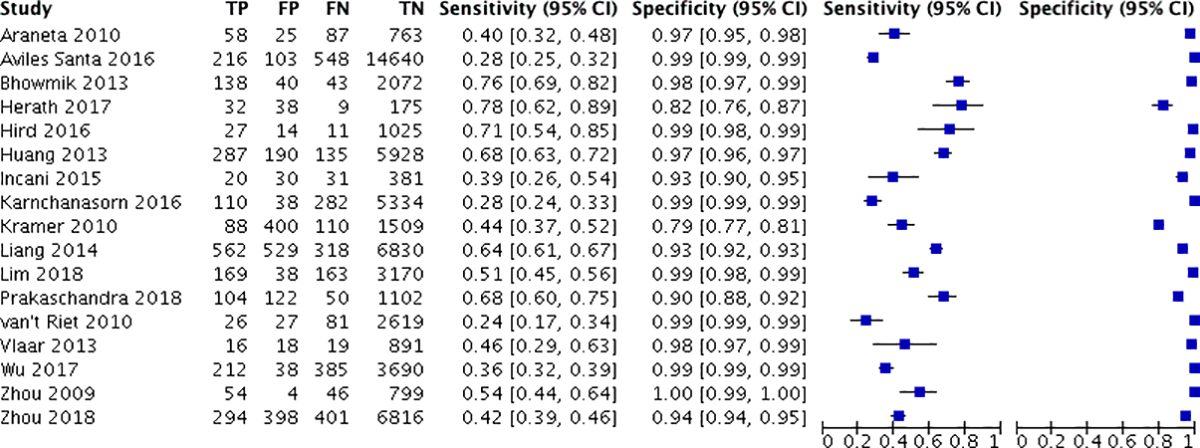 Study TP FP FN TN Sensitivity (95% CI) Specificity (95% CI) Sensitivity (95% CI) Specificity (95% CI)
Araneta 2010 58 25 87 763 0.40 [0.32, 0.48] 0.97 [0.95, 0.98]
Aviles Santa 2016 216 103 548 14640 0.28 [0.25, 0.32] 0.99 [0.99, 0.99]
Bhowmik 2013 138 40 43 2072 0.76 [0.69, 0.82] 0.98 [0.97, 0.99]
Herath 2017 32 38 9 175 0.78 [0.62, 0.89] 0.82 [0.76, 0.87]
Hird 2016 27 14 11 1025 0.71 [0.54, 0.85] 0.99 [0.98, 0.99]
Huang 2013 287 190 135 5928 0.68 [0.63, 0.72] 0.97 [0.96, 0.97]
Incani 2015 20 30 31 381 0.39 [0.26, 0.54] 0.93 [0.90, 0.95]
Karnchanasorn 2016 110 38 282 5334 0.28 [0.24, 0.33] 0.99 [0.99, 0.99]
Kramer 2010 88 400 110 1509 0.44 [0.37, 0.52] 0.79 [0.77, 0.81]
Liang 2014 562 529 318 6830 0.64 [0.61, 0.67] 0.93 [0.92, 0.93]
Lim 2018 169 38 163 3170 0.51 [0.45, 0.56] 0.99 [0.98, 0.99]
Prakaschandra 2018 104 122 50 1102 0.68 [0.60, 0.75] 0.90 [0.88, 0.92]
van't Riet 2010 26 27 81 2619 0.24 [0.17, 0.34] 0.99 [0.99, 0.99]
Vlaar 2013 16 18 19 891 0.46 [0.29, 0.63] 0.98 [0.97, 0.99]
Wu 2017 212 38 385 3690 0.36 [0.32, 0.39] 0.99 [0.99, 0.99]
Zhou 2009 54 4 46 799 0.54 [0.44, 0.64] 1.00 [0.99, 1.00]
Zhou 2018 294 398 401 6816 0.42 [0.39, 0.46] 0.94 [0.94, 0.95]
0 0.2 0.4 0.6 0.8 1 0 0.2 0.4 0.6 0.8 1